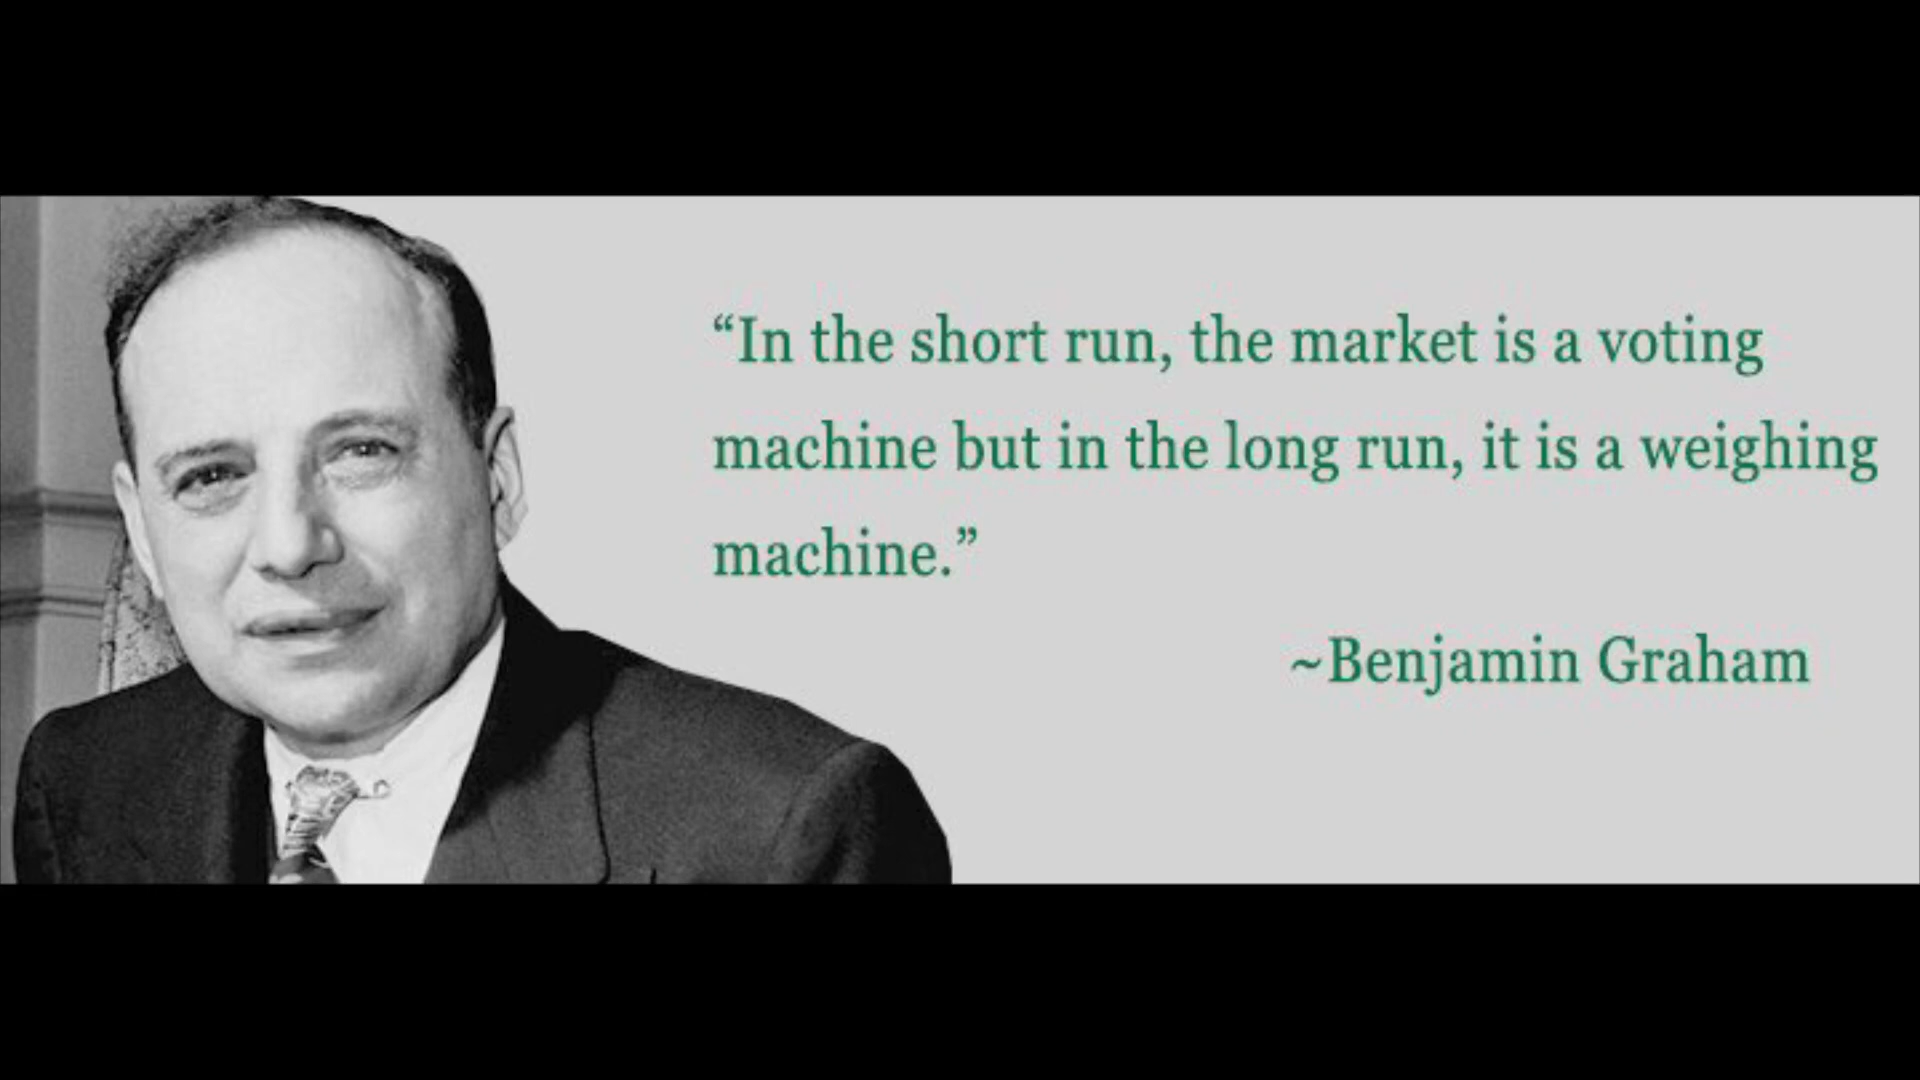 “In the short run, the market is a voting
machine but in the long run, it is a weighing
machine.”
~Benjamin Graham